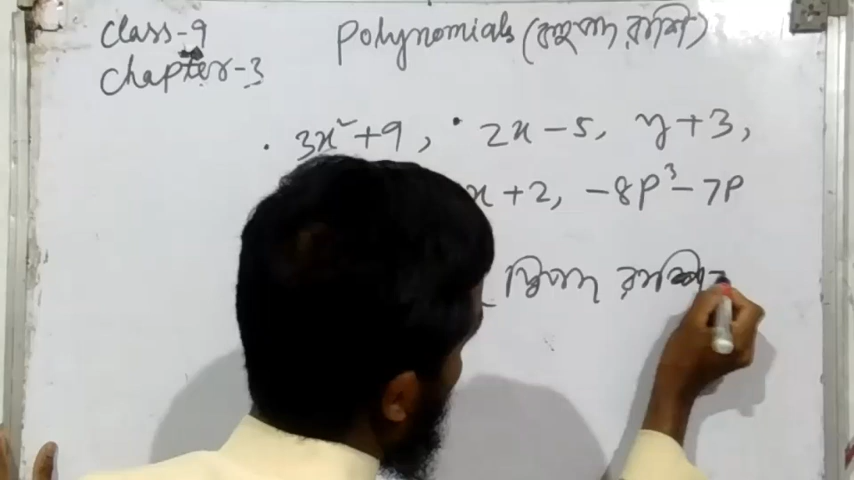 Class-9 Polynomials (বহুপদ রাশি)
Chapter-3
• 3x² + 9, • 2x - 5, y + 3,
x + 2, -8p³ - 7p
[ দ্বিপদ রাশি